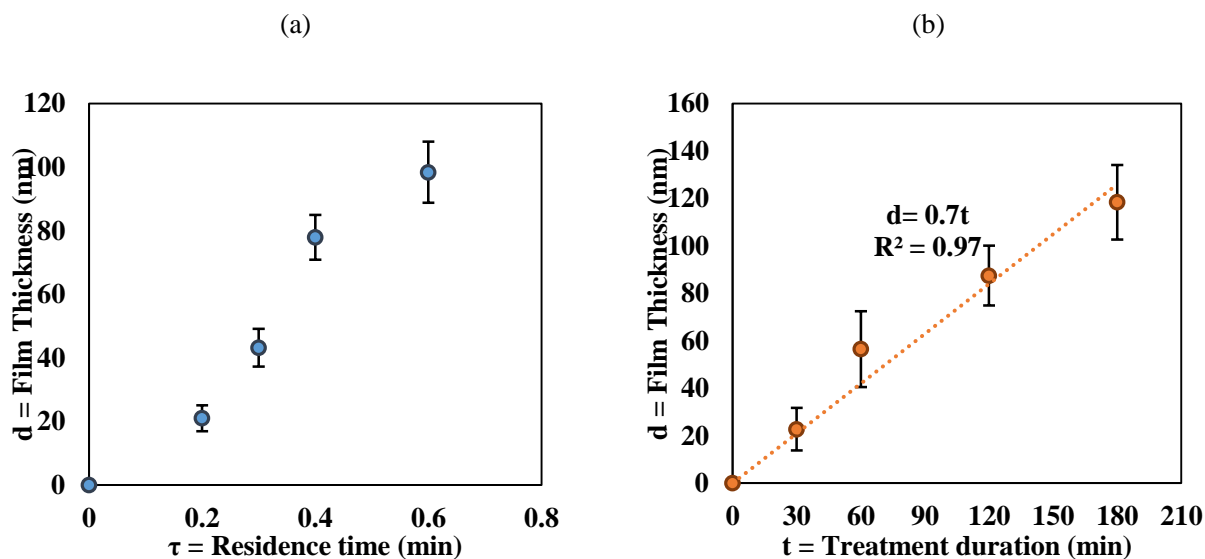 (a)
d = Film Thickness (nm)
120
100
80
60
40
20
0
0 0.2 0.4 0.6 0.8
τ = Residence time (min)
(b)
d = Film Thickness (nm)
160
140
120
100
80
60
40
20
0
d= 0.7t
R² = 0.97
0 30 60 90 120 150 180 210
t = Treatment duration (min)